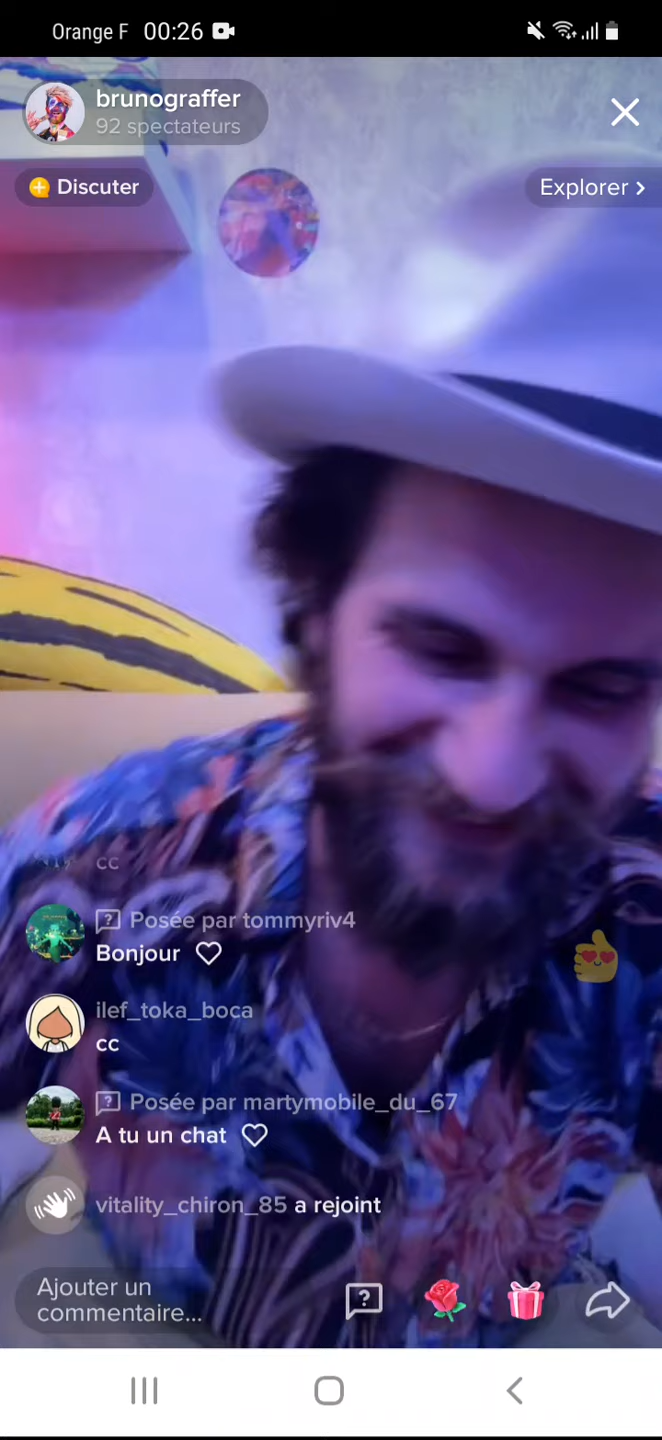 Orange F 00:26
brunograffer
92 spectateurs
Discuter
Explorer >
cc
Posée par tommyriv4
Bonjour
ilef_toka_boca
cc
Posée par martymobile_du_67
A tu un chat
vitality_chiron_85 a rejoint
Ajouter un
commentaire...